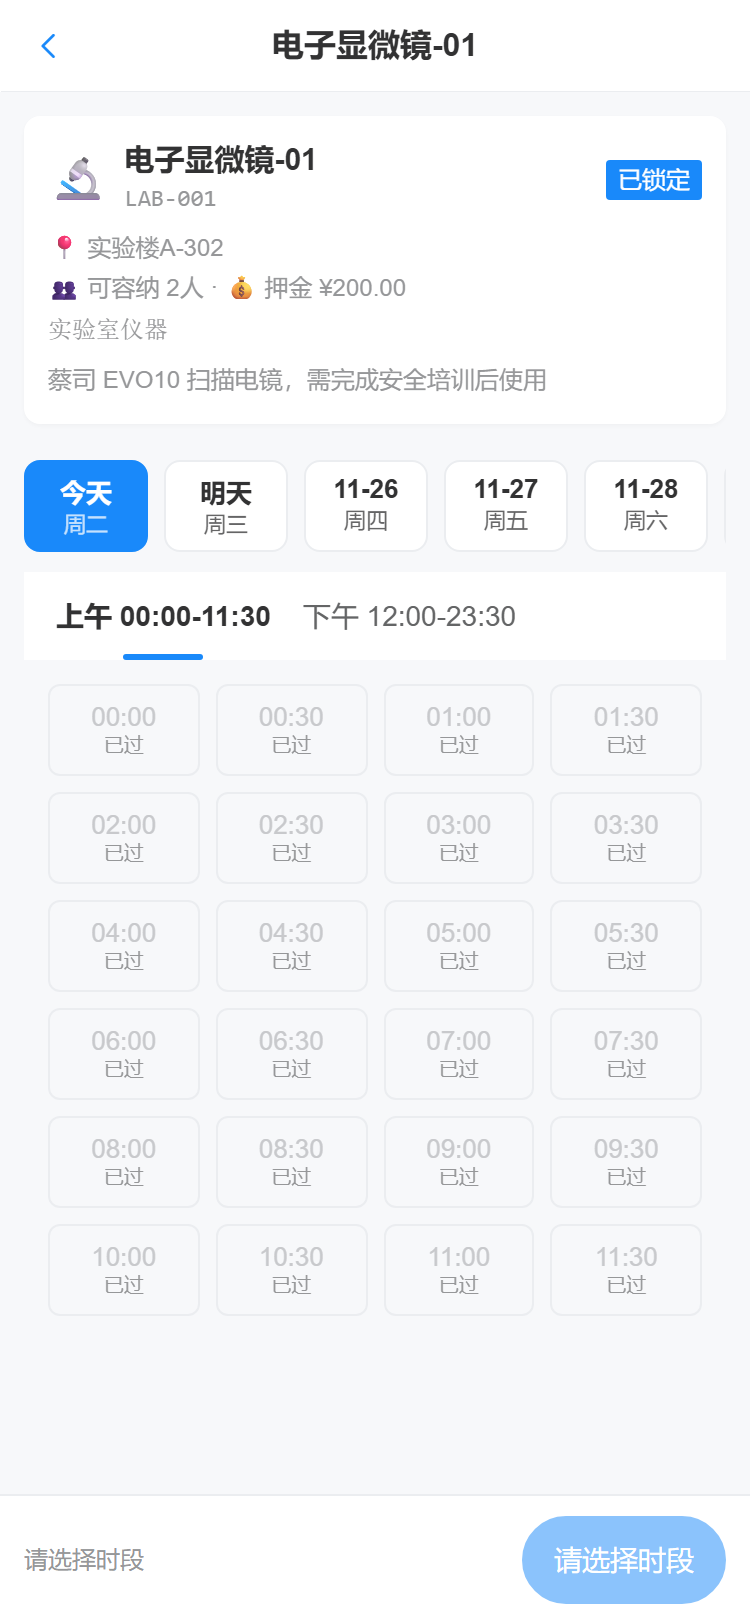 电子显微镜-01
电子显微镜-01
LAB-001
已锁定
实验楼A-302
可容纳 2人 · 押金 ¥200.00
实验室仪器
蔡司 EVO10 扫描电镜，需完成安全培训后使用
今天 明天 11-26 11-27 11-28
周二 周三 周四 周五 周六
上午 00:00-11:30 下午 12:00-23:30
00:00 00:30 01:00 01:30
已过 已过 已过 已过
02:00 02:30 03:00 03:30
已过 已过 已过 已过
04:00 04:30 05:00 05:30
已过 已过 已过 已过
06:00 06:30 07:00 07:30
已过 已过 已过 已过
08:00 08:30 09:00 09:30
已过 已过 已过 已过
10:00 10:30 11:00 11:30
已过 已过 已过 已过
请选择时段 请选择时段